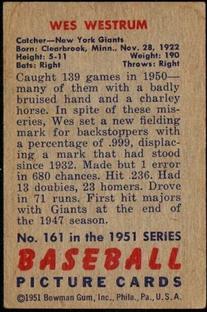 WES WESTRUM
Catcher—New York Giants
Born: Clearbrook, Minn., Nov. 28, 1922
Height: 5-11 Weight: 190
Bats: Right Throws: Right
Caught 139 games in 1950—
many of them with a badly
bruised hand and a charley
horse. In spite of these miser-
ies, Wes set a new fielding
mark for backstoppers with
a percentage of .999, displac-
ing a mark that had stood
since 1932. Made but 1 error
in 680 chances. Hit .236. Had
13 doubles, 23 homers. Drove
in 71 runs. First hit majors
with Giants at the end of
the 1947 season.
No. 161 in the 1951 SERIES
BASEBALL
PICTURE CARDS
©1951 Bowman Gum, Inc., Phila., Pa., U. S. A.